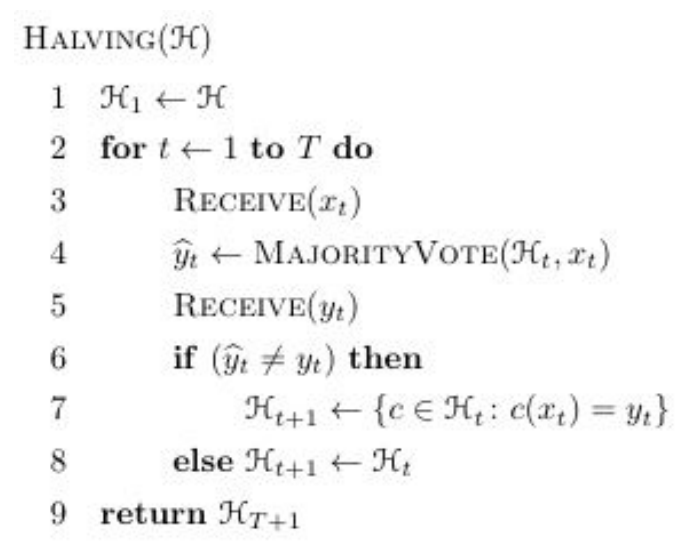 HALVING(ℋ)
1 ℋ₁ ← ℋ
2 for t ← 1 to T do
3 RECEIVE(xₜ)
4 ŷₜ ← MAJORITYVOTE(ℋₜ, xₜ)
5 RECEIVE(yₜ)
6 if (ŷₜ ≠ yₜ) then
7 ℋₜ₊₁ ← {c ∈ ℋₜ : c(xₜ) = yₜ}
8 else ℋₜ₊₁ ← ℋₜ
9 return ℋ_{T+1}